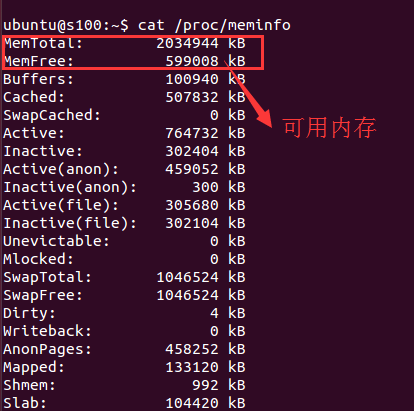 ubuntu@s100:~$ cat /proc/meminfo
MemTotal: 2034944 kB
MemFree: 599008 kB
Buffers: 100940 kB
Cached: 507832 kB
SwapCached: 0 kB
Active: 764732 kB
Inactive: 302404 kB
Active(anon): 459052 kB
Inactive(anon): 300 kB
Active(file): 305680 kB
Inactive(file): 302104 kB
Unevictable: 0 kB
Mlocked: 0 kB
SwapTotal: 1046524 kB
SwapFree: 1046524 kB
Dirty: 4 kB
Writeback: 0 kB
AnonPages: 458252 kB
Mapped: 133120 kB
Shmem: 992 kB
Slab: 104420 kB
可用内存